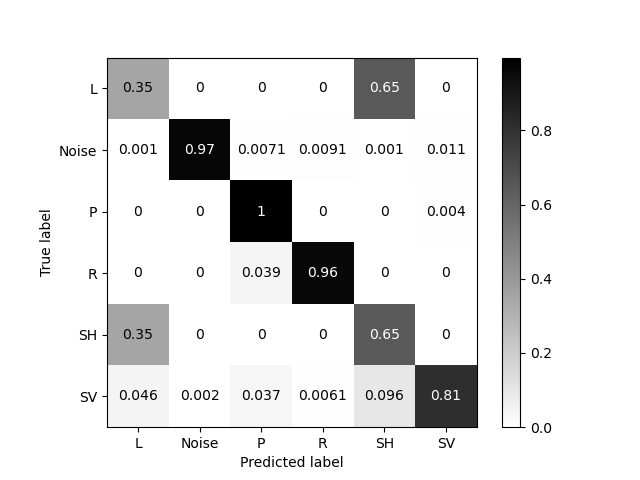 L 0.35 0 0 0 0.65 0
Noise 0.001 0.97 0.0071 0.0091 0.001 0.011
P 0 0 1 0 0 0.004
R 0 0 0.039 0.96 0 0
SH 0.35 0 0 0 0.65 0
SV 0.046 0.002 0.037 0.0061 0.096 0.81
L Noise P R SH SV
Predicted label
True label
0.8
0.6
0.4
0.2
0.0